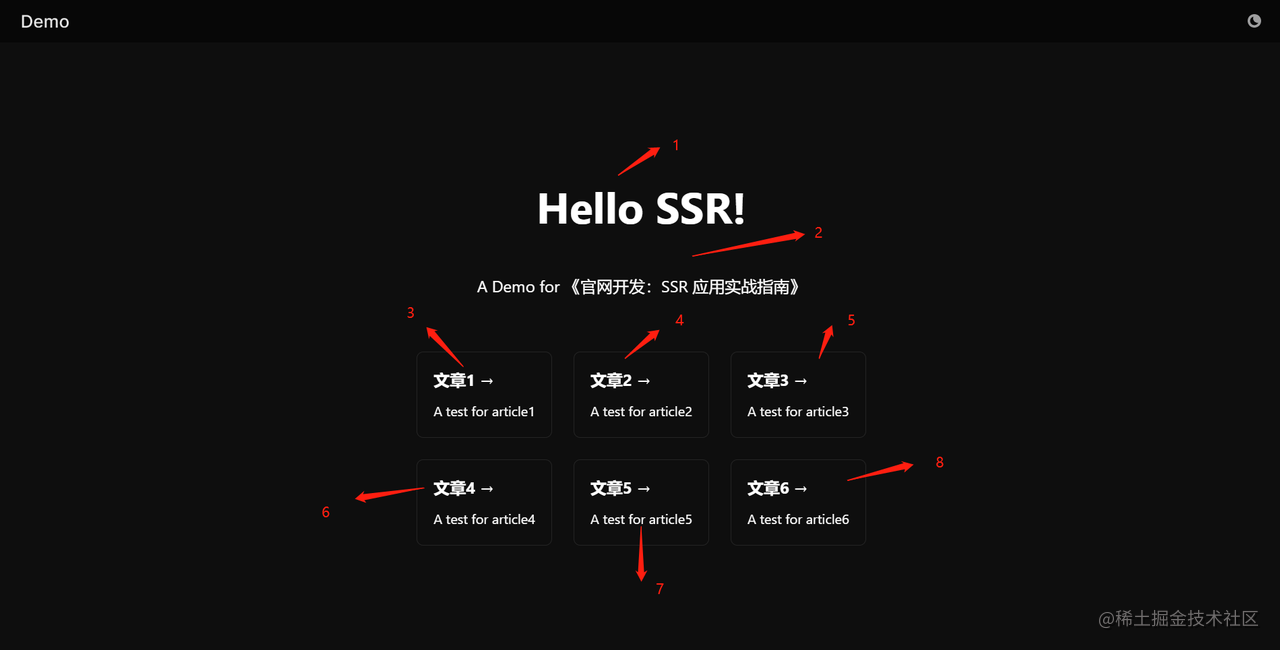 Demo
1
Hello SSR!
2
A Demo for 《官网开发：SSR 应用实战指南》
3
4
5
文章1 →
文章2 →
文章3 →
A test for article1
A test for article2
A test for article3
8
文章4 →
文章5 →
文章6 →
6
A test for article4
A test for article5
A test for article6
7
@稀土掘金技术社区